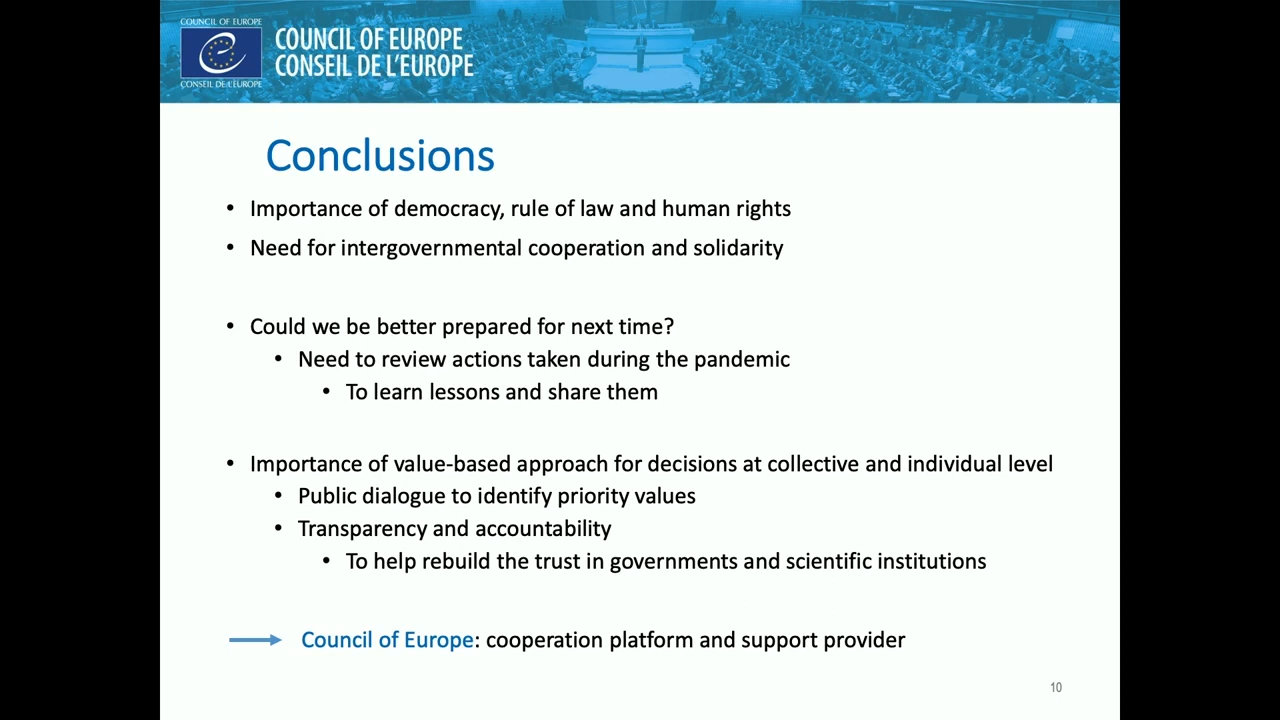 COUNCIL OF EUROPE
CONSEIL DE L'EUROPE
COUNCIL OF EUROPE
CONSEIL DE L'EUROPE
Conclusions
• Importance of democracy, rule of law and human rights
• Need for intergovernmental cooperation and solidarity
• Could we be better prepared for next time?
• Need to review actions taken during the pandemic
• To learn lessons and share them
• Importance of value-based approach for decisions at collective and individual level
• Public dialogue to identify priority values
• Transparency and accountability
• To help rebuild the trust in governments and scientific institutions
Council of Europe: cooperation platform and support provider
10